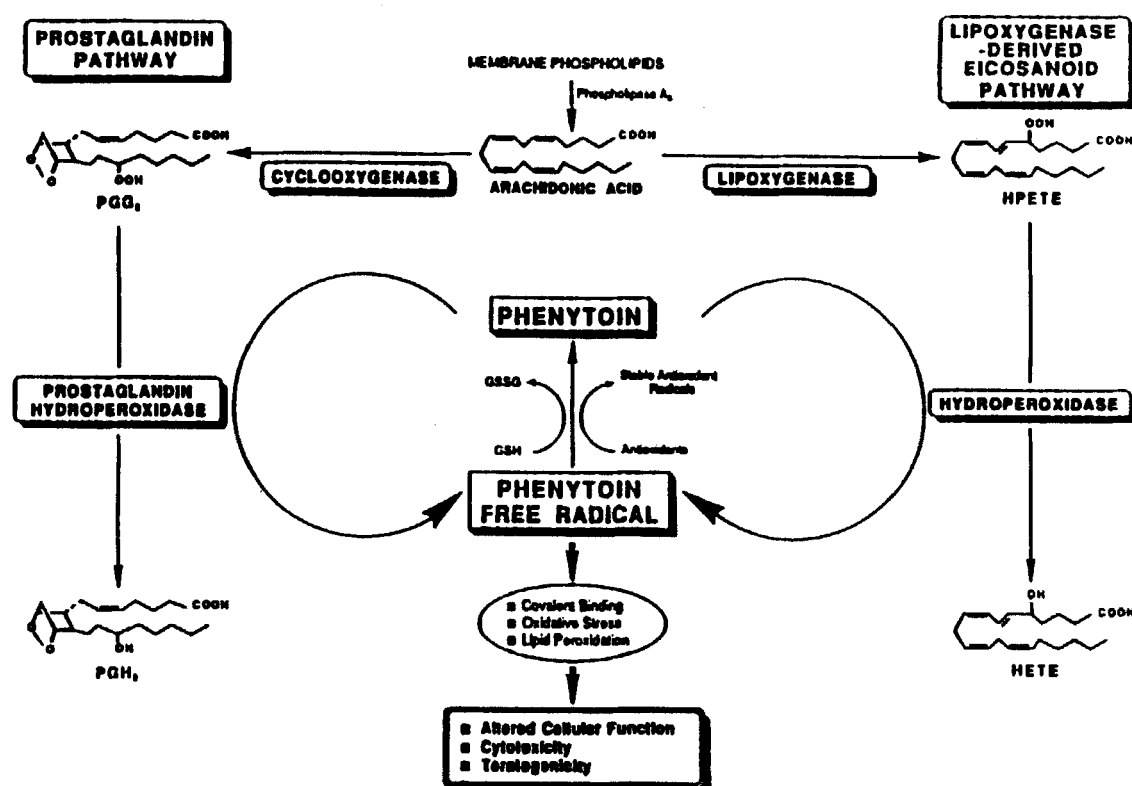 PROSTAGLANDIN
PATHWAY
MEMBRANE PHOSPHOLIPIDS
Phospholipase A₂
LIPOXYGENASE
-DERIVED
EICOSANOID
PATHWAY
COOH
OOH
PGG₂
CYCLOOXYGENASE
COOH
ARACHIDONIC ACID
LIPOXYGENASE
OOH
COOH
HPETE
PHENYTOIN
GSSG
Stable Antioxidant
Radicals
GSH
Antioxidants
PROSTAGLANDIN
HYDROPEROXIDASE
HYDROPEROXIDASE
PHENYTOIN
FREE RADICAL
Covalent Binding
Oxidative Stress
Lipid Peroxidation
COOH
OH
PGH₂
OH
COOH
HETE
Altered Cellular Function
Cytotoxicity
Teratogenicity